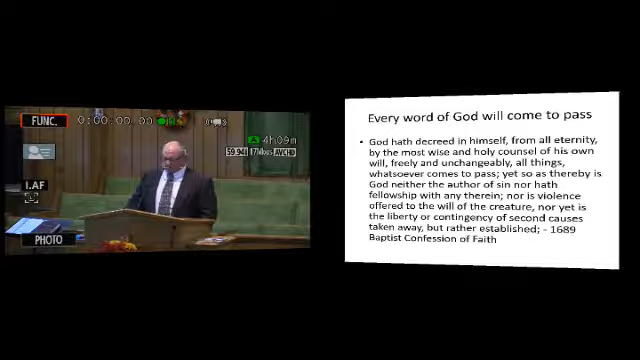 FUNC.
0:00:00.00
4h09m
59.94i 17Mbps AVCHD
I.AF
PHOTO
Every word of God will come to pass
• God hath decreed in himself, from all eternity,
by the most wise and holy counsel of his own
will, freely and unchangeably, all things,
whatsoever comes to pass; yet so as thereby is
God neither the author of sin nor hath
fellowship with any therein; nor is violence
offered to the will of the creature, nor yet is
the liberty or contingency of second causes
taken away, but rather established; - 1689
Baptist Confession of Faith